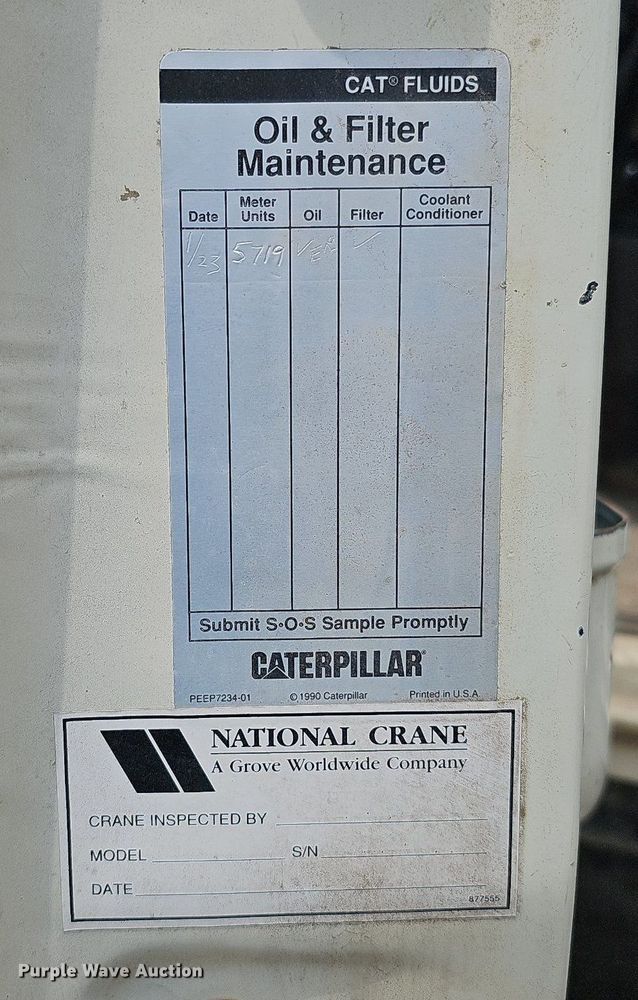 CAT® FLUIDS
Oil & Filter
Maintenance
Date Meter Units Oil Filter Coolant Conditioner
1/23 5719 ✓
Submit S•O•S Sample Promptly
CATERPILLAR®
PEEP7234-01 © 1990 Caterpillar Printed in U.S.A
NATIONAL CRANE
A Grove Worldwide Company
CRANE INSPECTED BY
MODEL S/N
DATE
877555
Purple Wave Auction